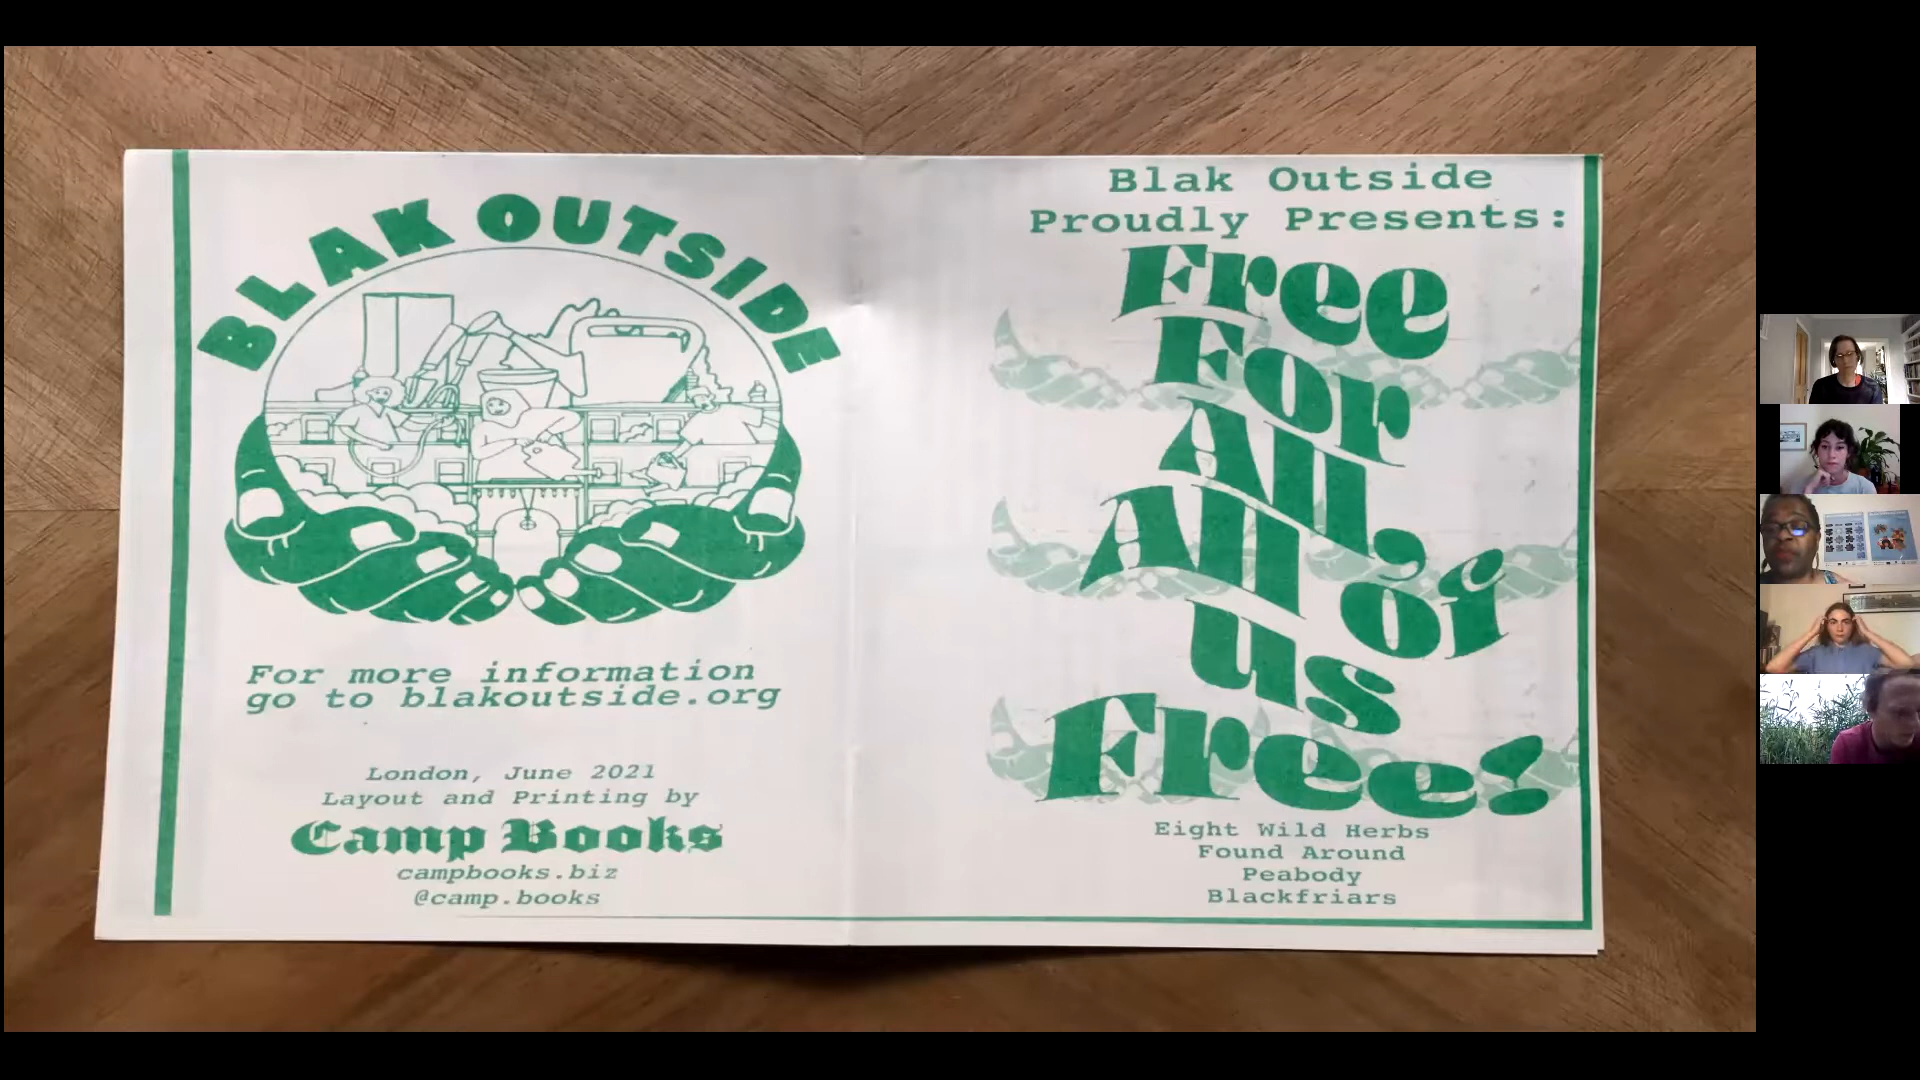 BLAK OUTSIDE
For more information
go to blakoutside.org
London, June 2021
Layout and Printing by
Camp Books
campbooks.biz
@camp.books
Blak Outside
Proudly Presents:
Free
For
All,
All of
us
Free!
Eight Wild Herbs
Found Around
Peabody
Blackfriars